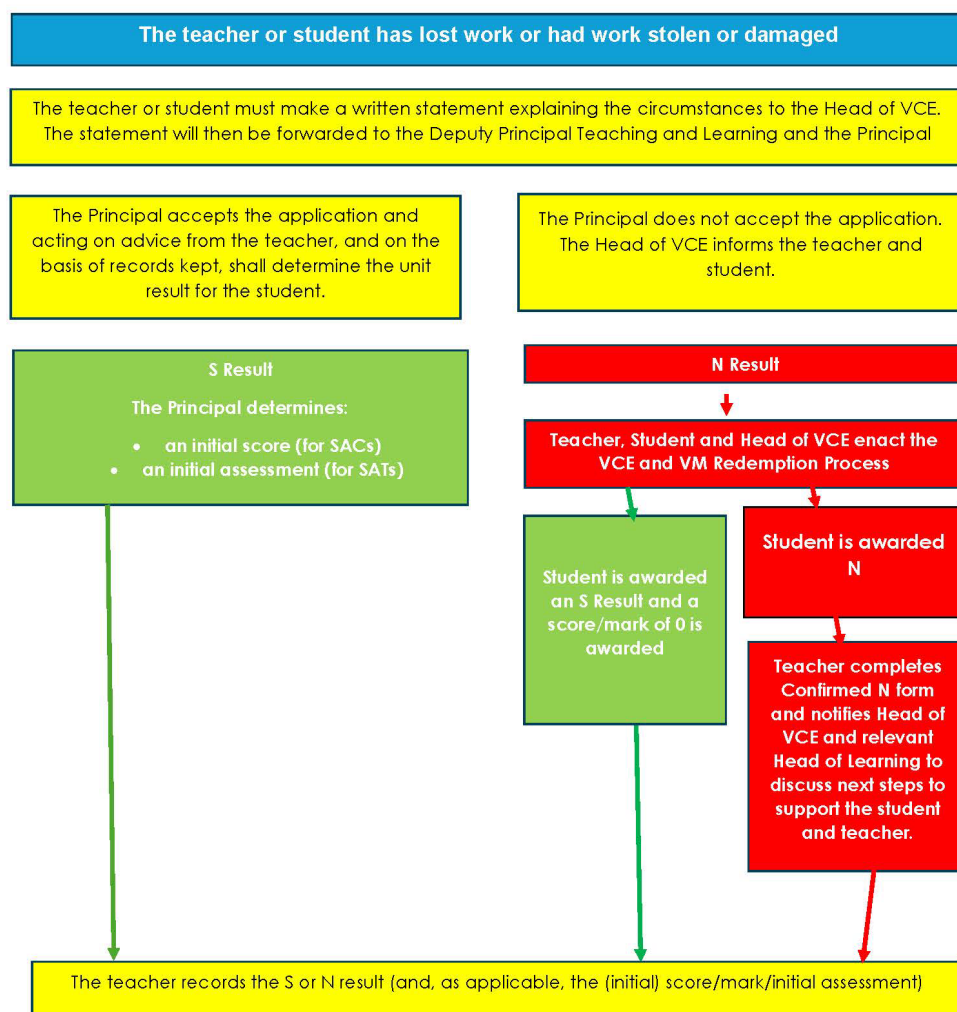 The teacher or student has lost work or had work stolen or damaged
The teacher or student must make a written statement explaining the circumstances to the Head of VCE.
The statement will then be forwarded to the Deputy Principal Teaching and Learning and the Principal
The Principal accepts the application and
acting on advice from the teacher, and on the
basis of records kept, shall determine the unit
result for the student.
The Principal does not accept the application.
The Head of VCE informs the teacher and
student.
S Result
The Principal determines:
• an initial score (for SACs)
• an initial assessment (for SATs)
N Result
Teacher, Student and Head of VCE enact the
VCE and VM Redemption Process
Student is awarded
an S Result and a
score/mark of 0 is
awarded
Student is awarded
N
Teacher completes
Confirmed N form
and notifies Head of
VCE and relevant
Head of Learning to
discuss next steps to
support the student
and teacher.
The teacher records the S or N result (and, as applicable, the (initial) score/mark/initial assessment)